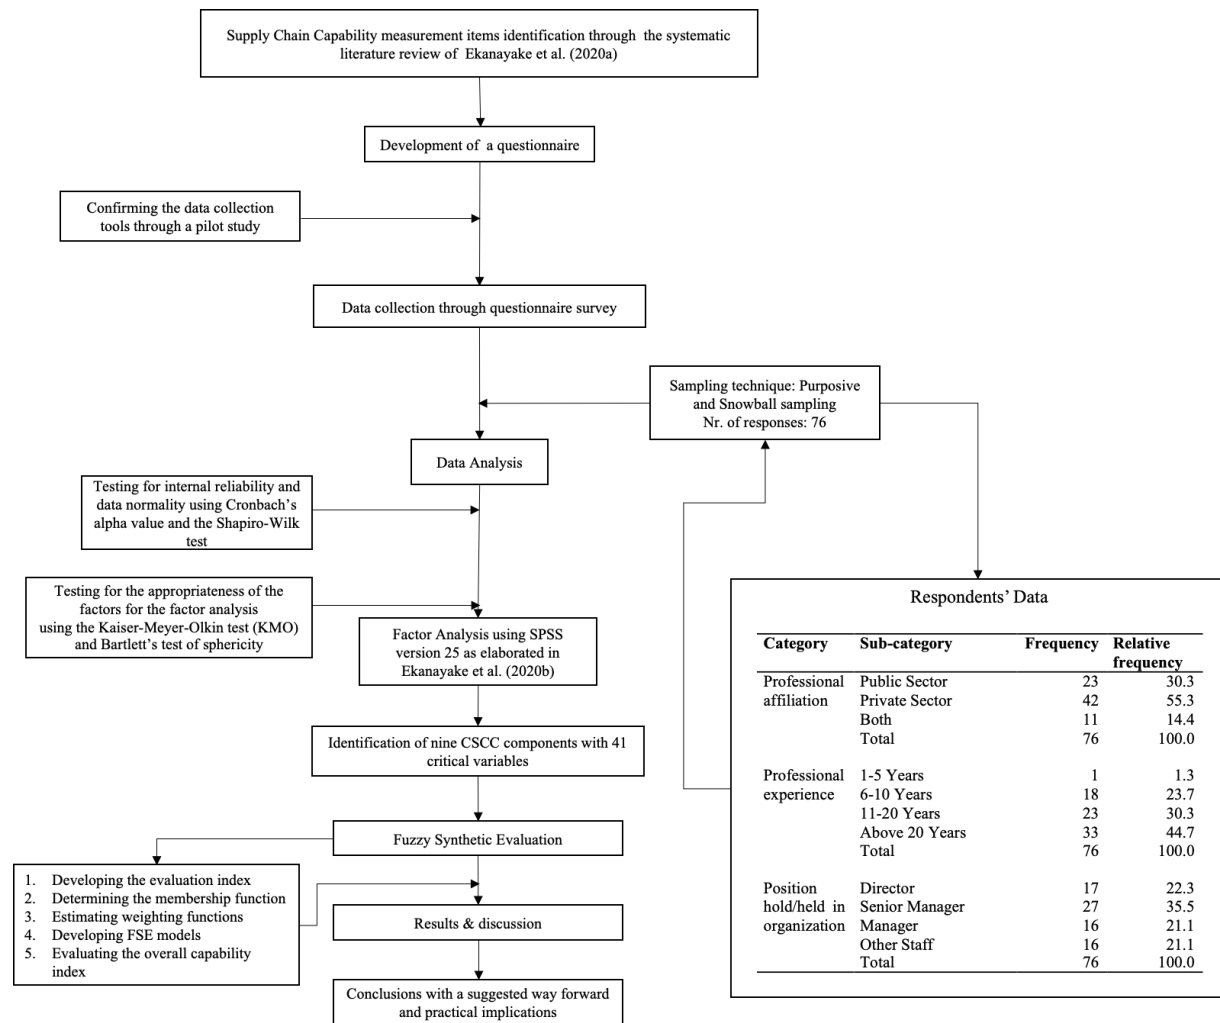 Supply Chain Capability measurement items identification through the systematic
literature review of Ekanayake et al. (2020a)
Development of a questionnaire
Confirming the data collection
tools through a pilot study
Data collection through questionnaire survey
Sampling technique: Purposive
and Snowball sampling
Nr. of responses: 76
Data Analysis
Testing for internal reliability and
data normality using Cronbach's
alpha value and the Shapiro-Wilk
test
Testing for the appropriateness of the
factors for the factor analysis
using the Kaiser-Meyer-Olkin test (KMO)
and Bartlett's test of sphericity
Factor Analysis using SPSS
version 25 as elaborated in
Ekanayake et al. (2020b)
Identification of nine CSCC components with 41
critical variables
Fuzzy Synthetic Evaluation
1. Developing the evaluation index
2. Determining the membership function
3. Estimating weighting functions
4. Developing FSE models
5. Evaluating the overall capability
index
Results & discussion
Conclusions with a suggested way forward
and practical implications
Respondents' Data
Category Sub-category Frequency Relative
frequency
Professional Public Sector 23 30.3
affiliation Private Sector 42 55.3
Both 11 14.4
Total 76 100.0
Professional 1-5 Years 1 1.3
experience 6-10 Years 18 23.7
11-20 Years 23 30.3
Above 20 Years 33 44.7
Total 76 100.0
Position Director 17 22.3
hold/held in Senior Manager 27 35.5
organization Manager 16 21.1
Other Staff 16 21.1
Total 76 100.0